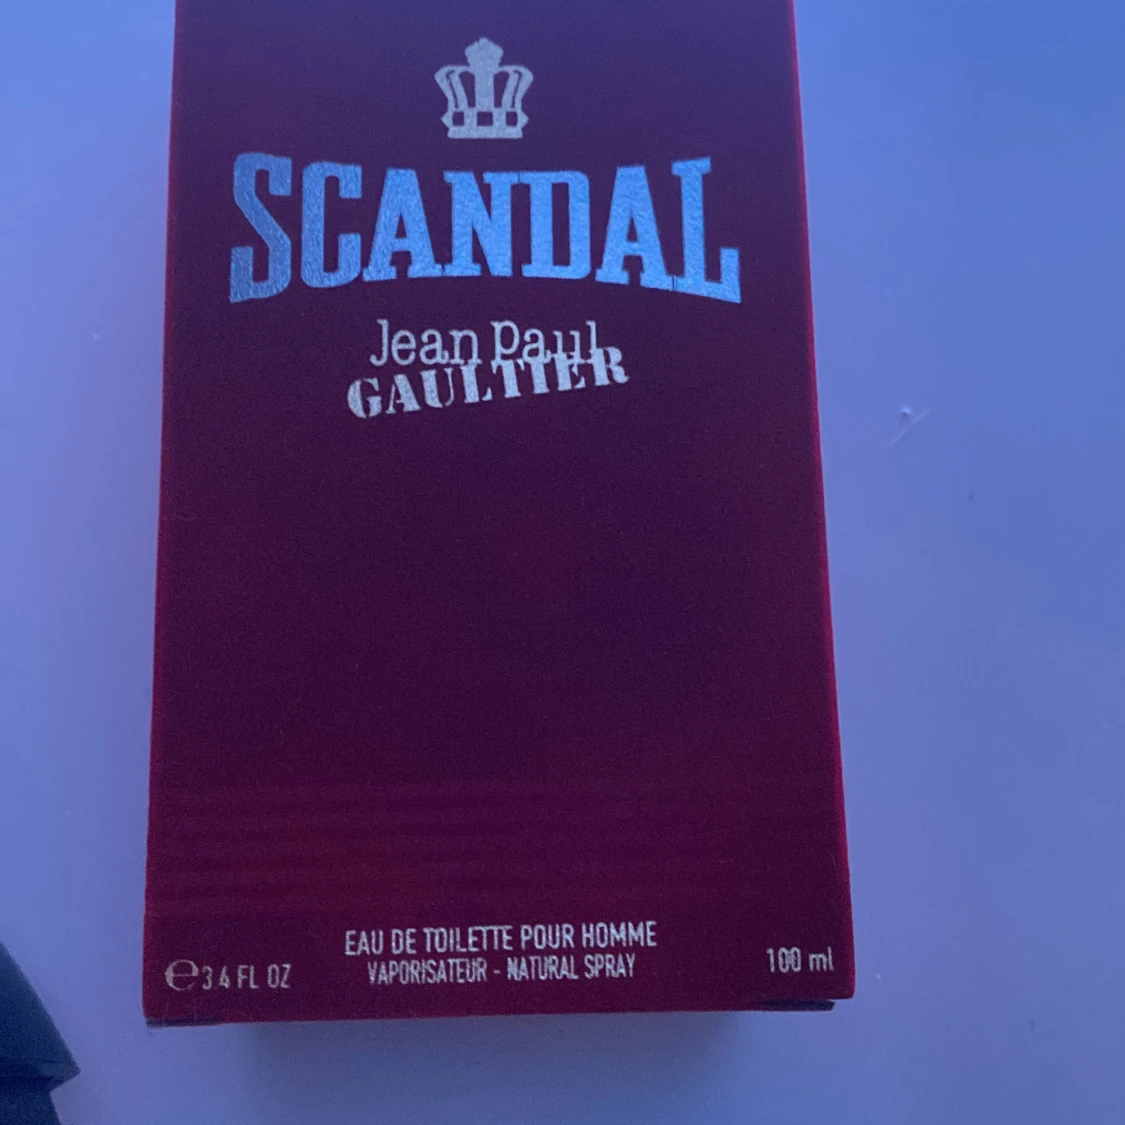 SCANDAL
Jean Paul
GAULTIER
EAU DE TOILETTE POUR HOMME
VAPORISATEUR - NATURAL SPRAY
℮ 3.4 FL OZ
100 ml